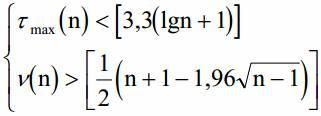 τmax(n) < [3,3(lgn + 1)]
ν(n) > [1/2(n + 1 − 1,96√n − 1)]